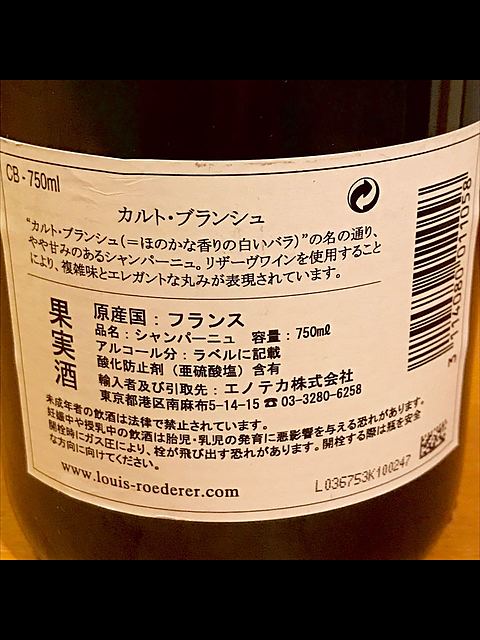 CB - 750ml
カルト・ブランシュ
“カルト・ブランシュ(=ほのかな香りの白いバラ)”の名の通り、
やや甘みのあるシャンパーニュ。リザーヴワインを使用すること
により、複雑味とエレガントな丸みが表現されています。
果実酒
原産国：フランス
品名：シャンパーニュ 容量：750㎖
アルコール分：ラベルに記載
酸化防止剤（亜硫酸塩）含有
輸入者及び引取先：エノテカ株式会社
東京都港区南麻布5-14-15 ☎ 03-3280-6258
未成年者の飲酒は法律で禁止されています。
妊娠中や授乳中の飲酒は胎児・乳児の発育に悪影響を与える恐れがあります。
開栓時にガス圧により、栓が飛び出す恐れがあります。開栓する際は瓶を安全
な方向に向けてください。
www.louis-roederer.com
L036753K100247
3 114080 011058